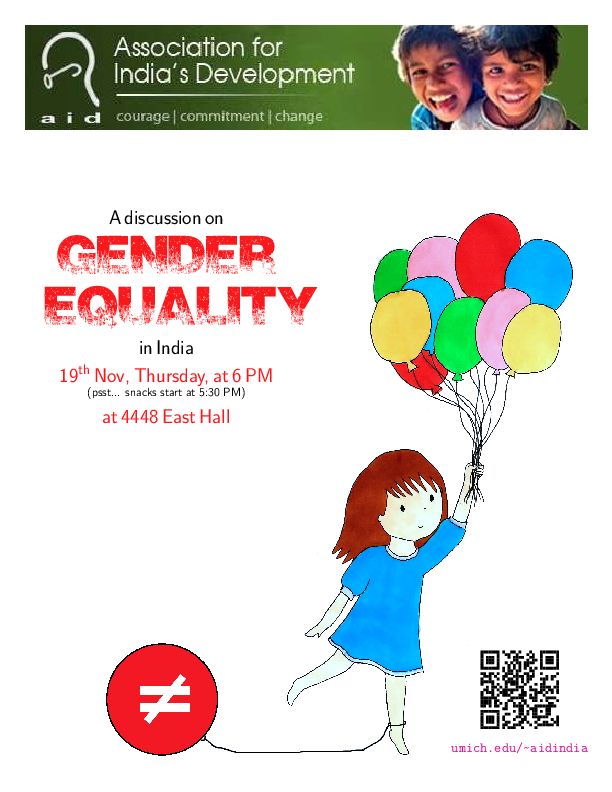 Association for
India's Development
aid
courage | commitment | change
A discussion on
GENDER
EQUALITY
in India
19th Nov, Thursday, at 6 PM
(psst... snacks start at 5:30 PM)
at 4448 East Hall
≠
umich.edu/~aidindia